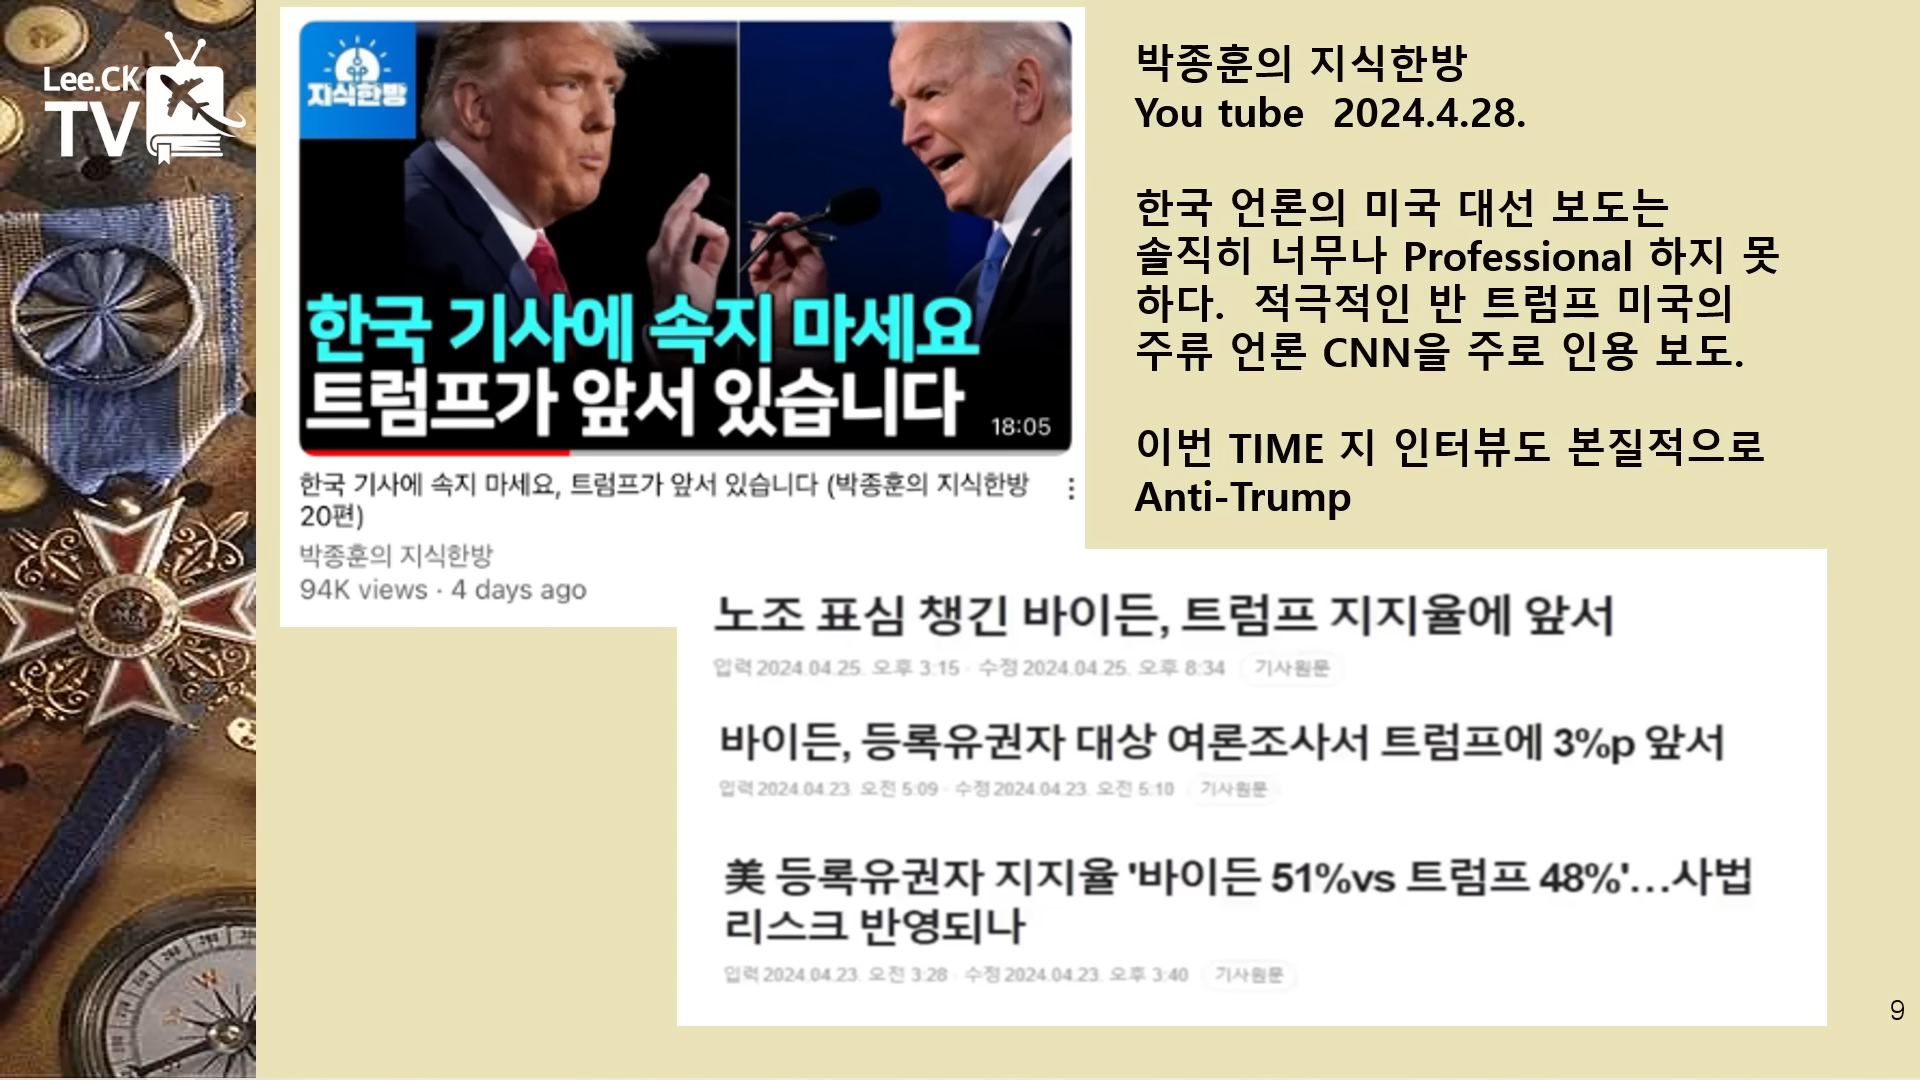 Lee.CK
TV
지식한방
한국 기사에 속지 마세요
트럼프가 앞서 있습니다
18:05
한국 기사에 속지 마세요, 트럼프가 앞서 있습니다 (박종훈의 지식한방
20편)
박종훈의 지식한방
94K views · 4 days ago
박종훈의 지식한방
You tube 2024.4.28.
한국 언론의 미국 대선 보도는
솔직히 너무나 Professional 하지 못
하다. 적극적인 반 트럼프 미국의
주류 언론 CNN을 주로 인용 보도.
이번 TIME 지 인터뷰도 본질적으로
Anti-Trump
노조 표심 챙긴 바이든, 트럼프 지지율에 앞서
입력 2024.04.25. 오후 3:15 · 수정 2024.04.25. 오후 8:34 기사원문
바이든, 등록유권자 대상 여론조사서 트럼프에 3%p 앞서
입력 2024.04.23. 오전 5:09 · 수정 2024.04.23. 오전 5:10 기사원문
美 등록유권자 지지율 '바이든 51%vs 트럼프 48%'…사법
리스크 반영되나
입력 2024.04.23. 오전 3:28 · 수정 2024.04.23. 오후 3:40 기사원문
9